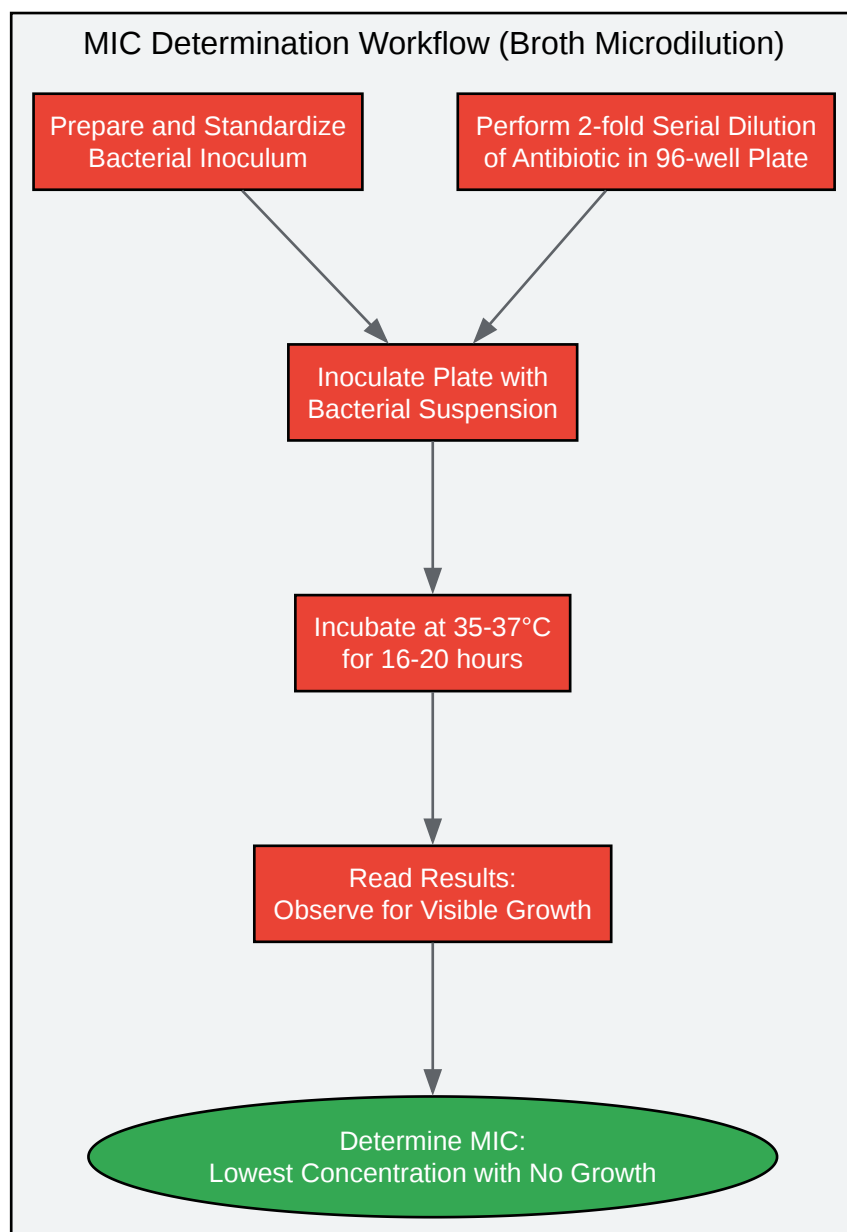 MIC Determination Workflow (Broth Microdilution)
Prepare and Standardize
Bacterial Inoculum
Perform 2-fold Serial Dilution
of Antibiotic in 96-well Plate
Inoculate Plate with
Bacterial Suspension
Incubate at 35-37°C
for 16-20 hours
Read Results:
Observe for Visible Growth
Determine MIC:
Lowest Concentration with No Growth